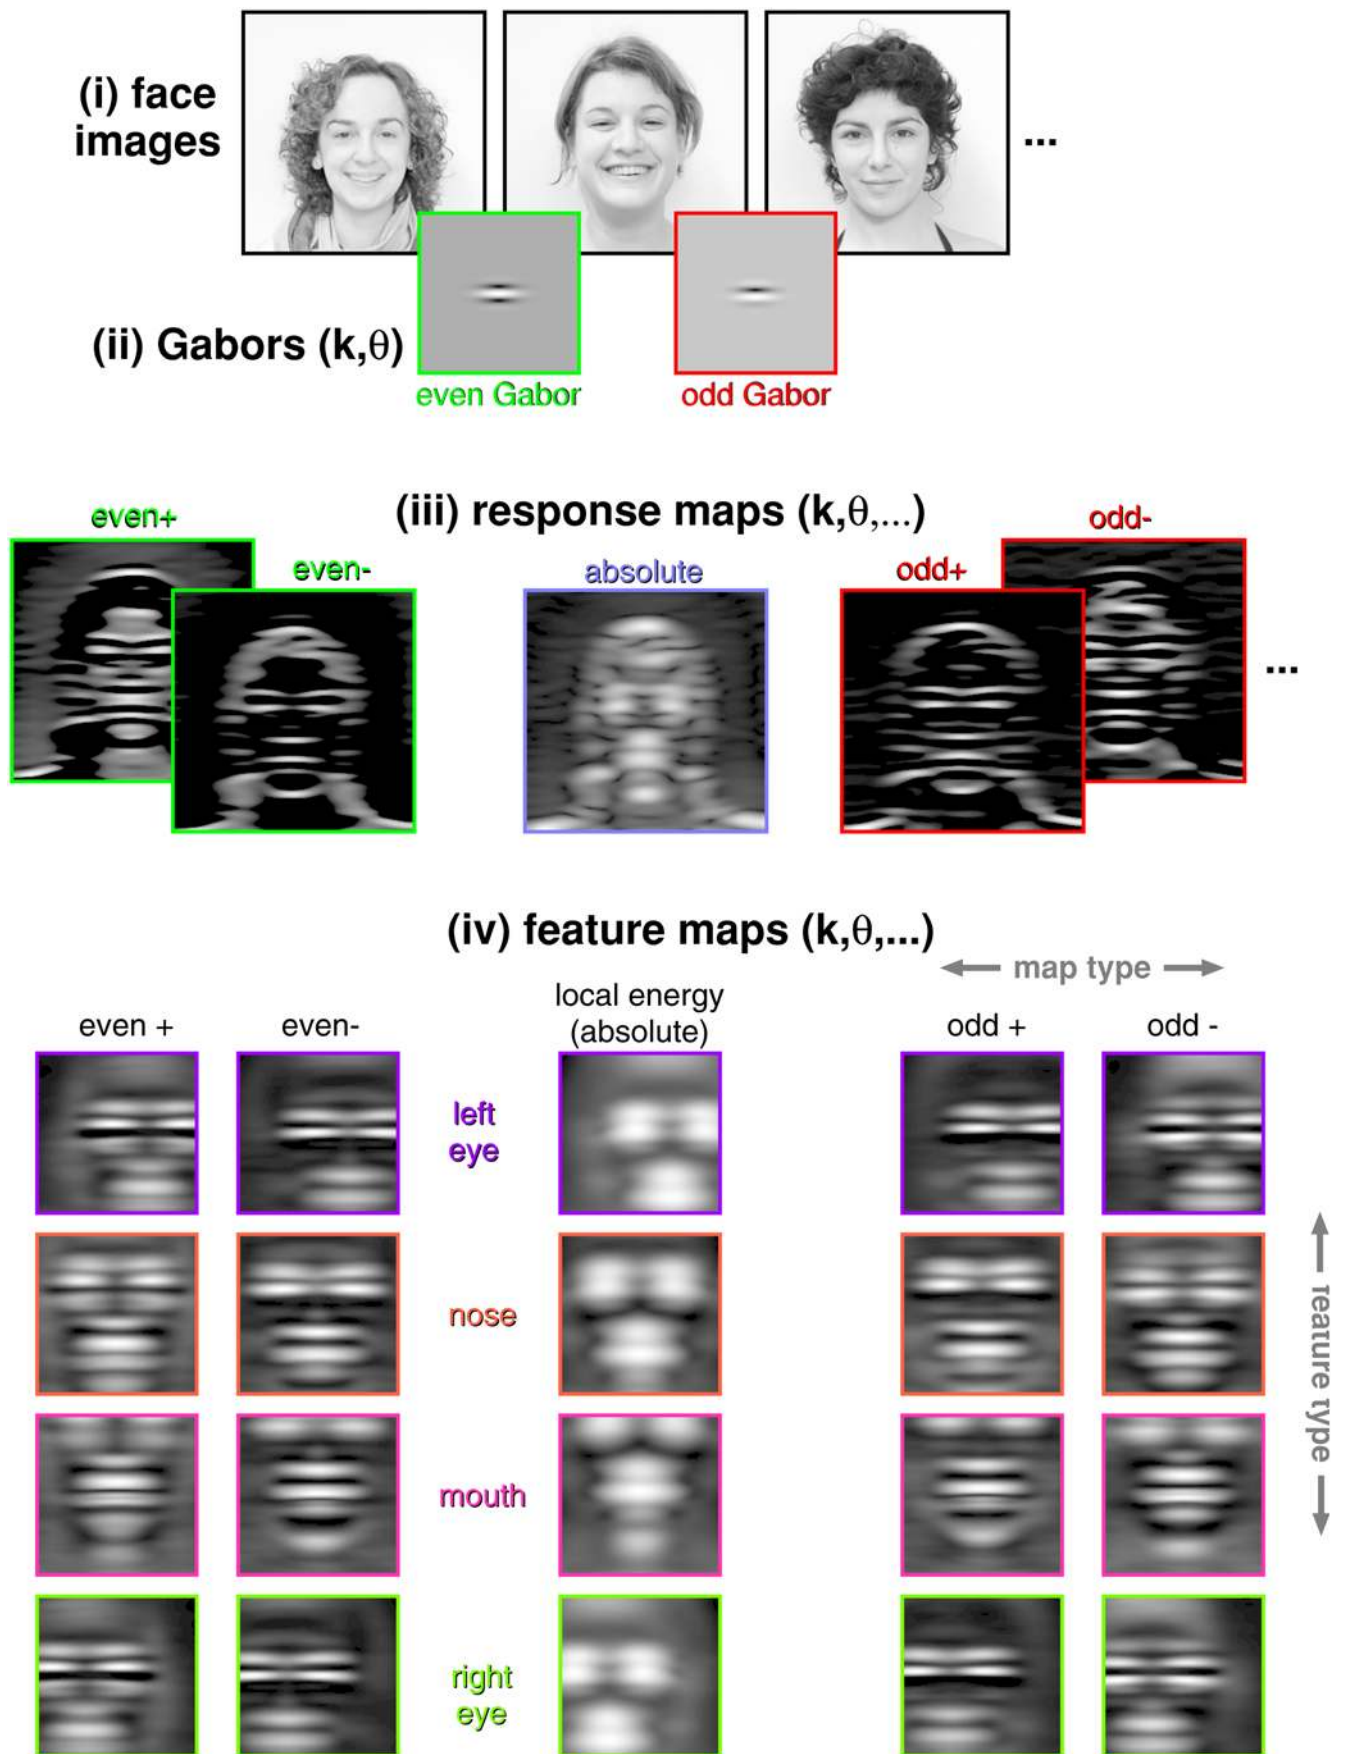 (i) face
images
...
(ii) Gabors (k,θ)
even Gabor
odd Gabor
(iii) response maps (k,θ,...)
even+
even-
absolute
odd+
odd-
...
(iv) feature maps (k,θ,...)
map type
even +
even-
local energy
(absolute)
odd +
odd -
left
eye
nose
mouth
right
eye
feature type